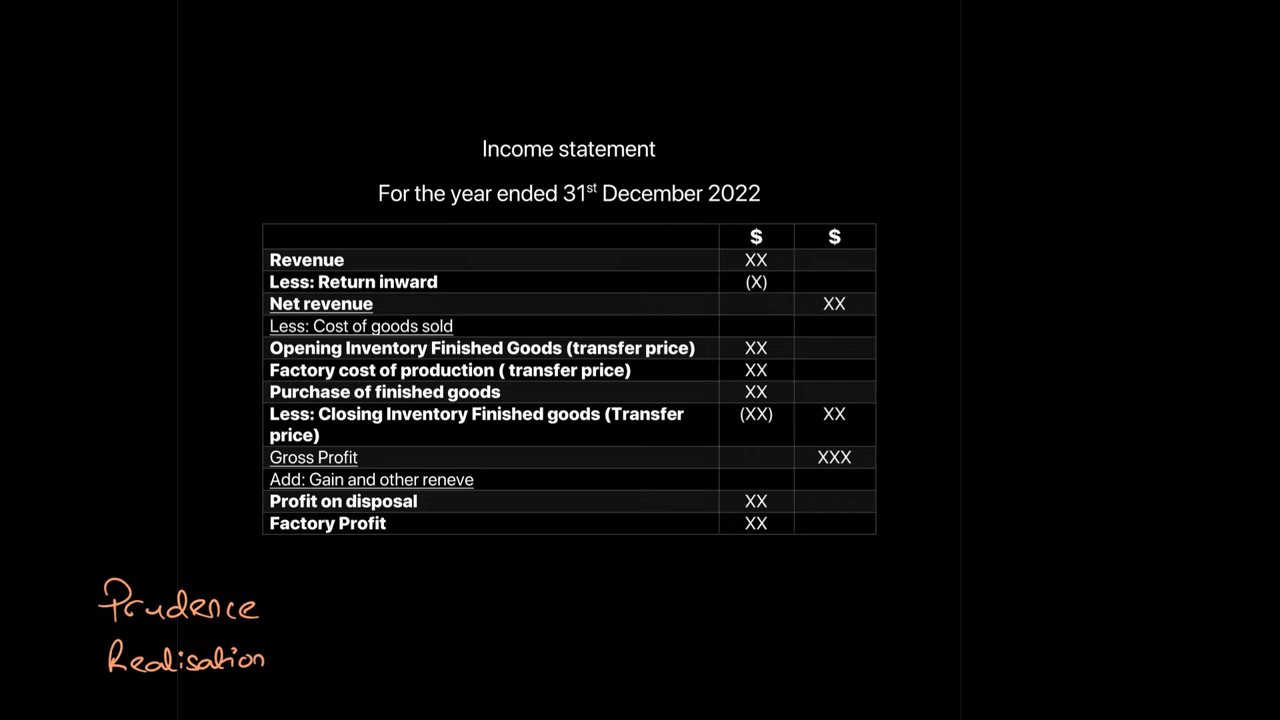 Income statement
For the year ended 31st December 2022
$ $
Revenue XX
Less: Return inward (X)
Net revenue XX
Less: Cost of goods sold
Opening Inventory Finished Goods (transfer price) XX
Factory cost of production ( transfer price) XX
Purchase of finished goods XX
Less: Closing Inventory Finished goods (Transfer (XX) XX
price)
Gross Profit XXX
Add: Gain and other reneve
Profit on disposal XX
Factory Profit XX
Prudence
Realisation